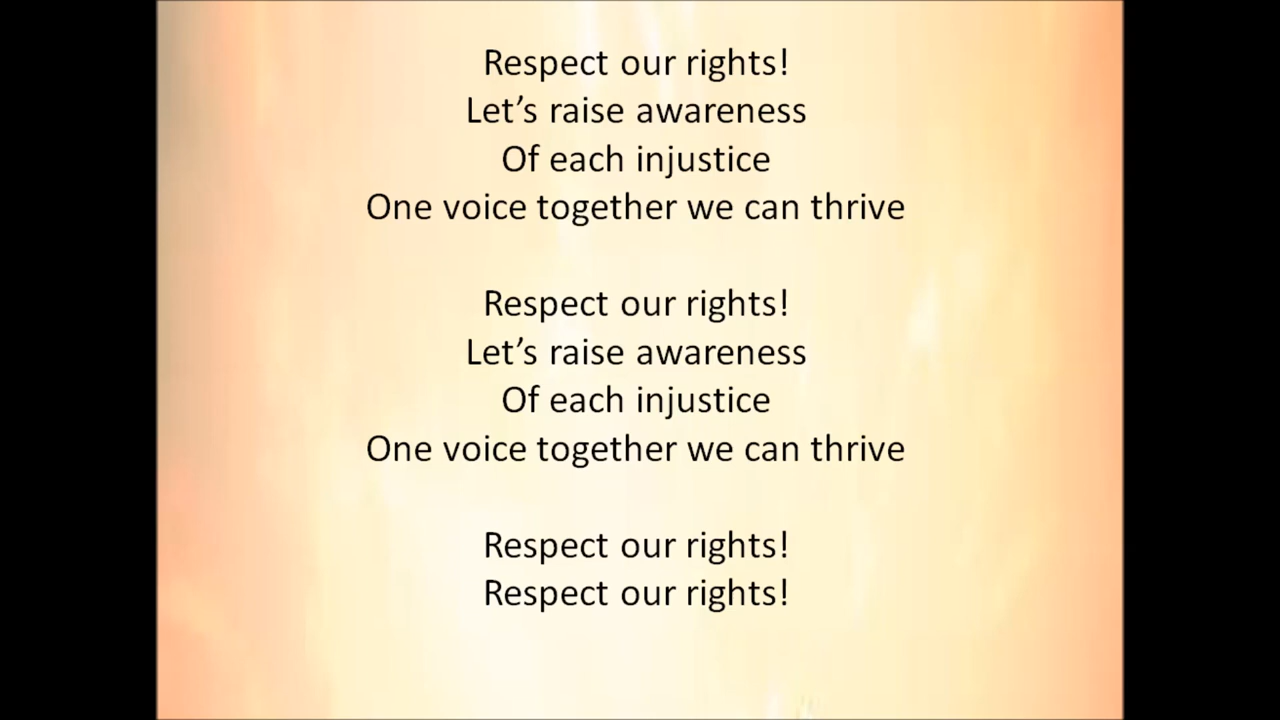 Respect our rights!
Let’s raise awareness
Of each injustice
One voice together we can thrive
Respect our rights!
Let’s raise awareness
Of each injustice
One voice together we can thrive
Respect our rights!
Respect our rights!